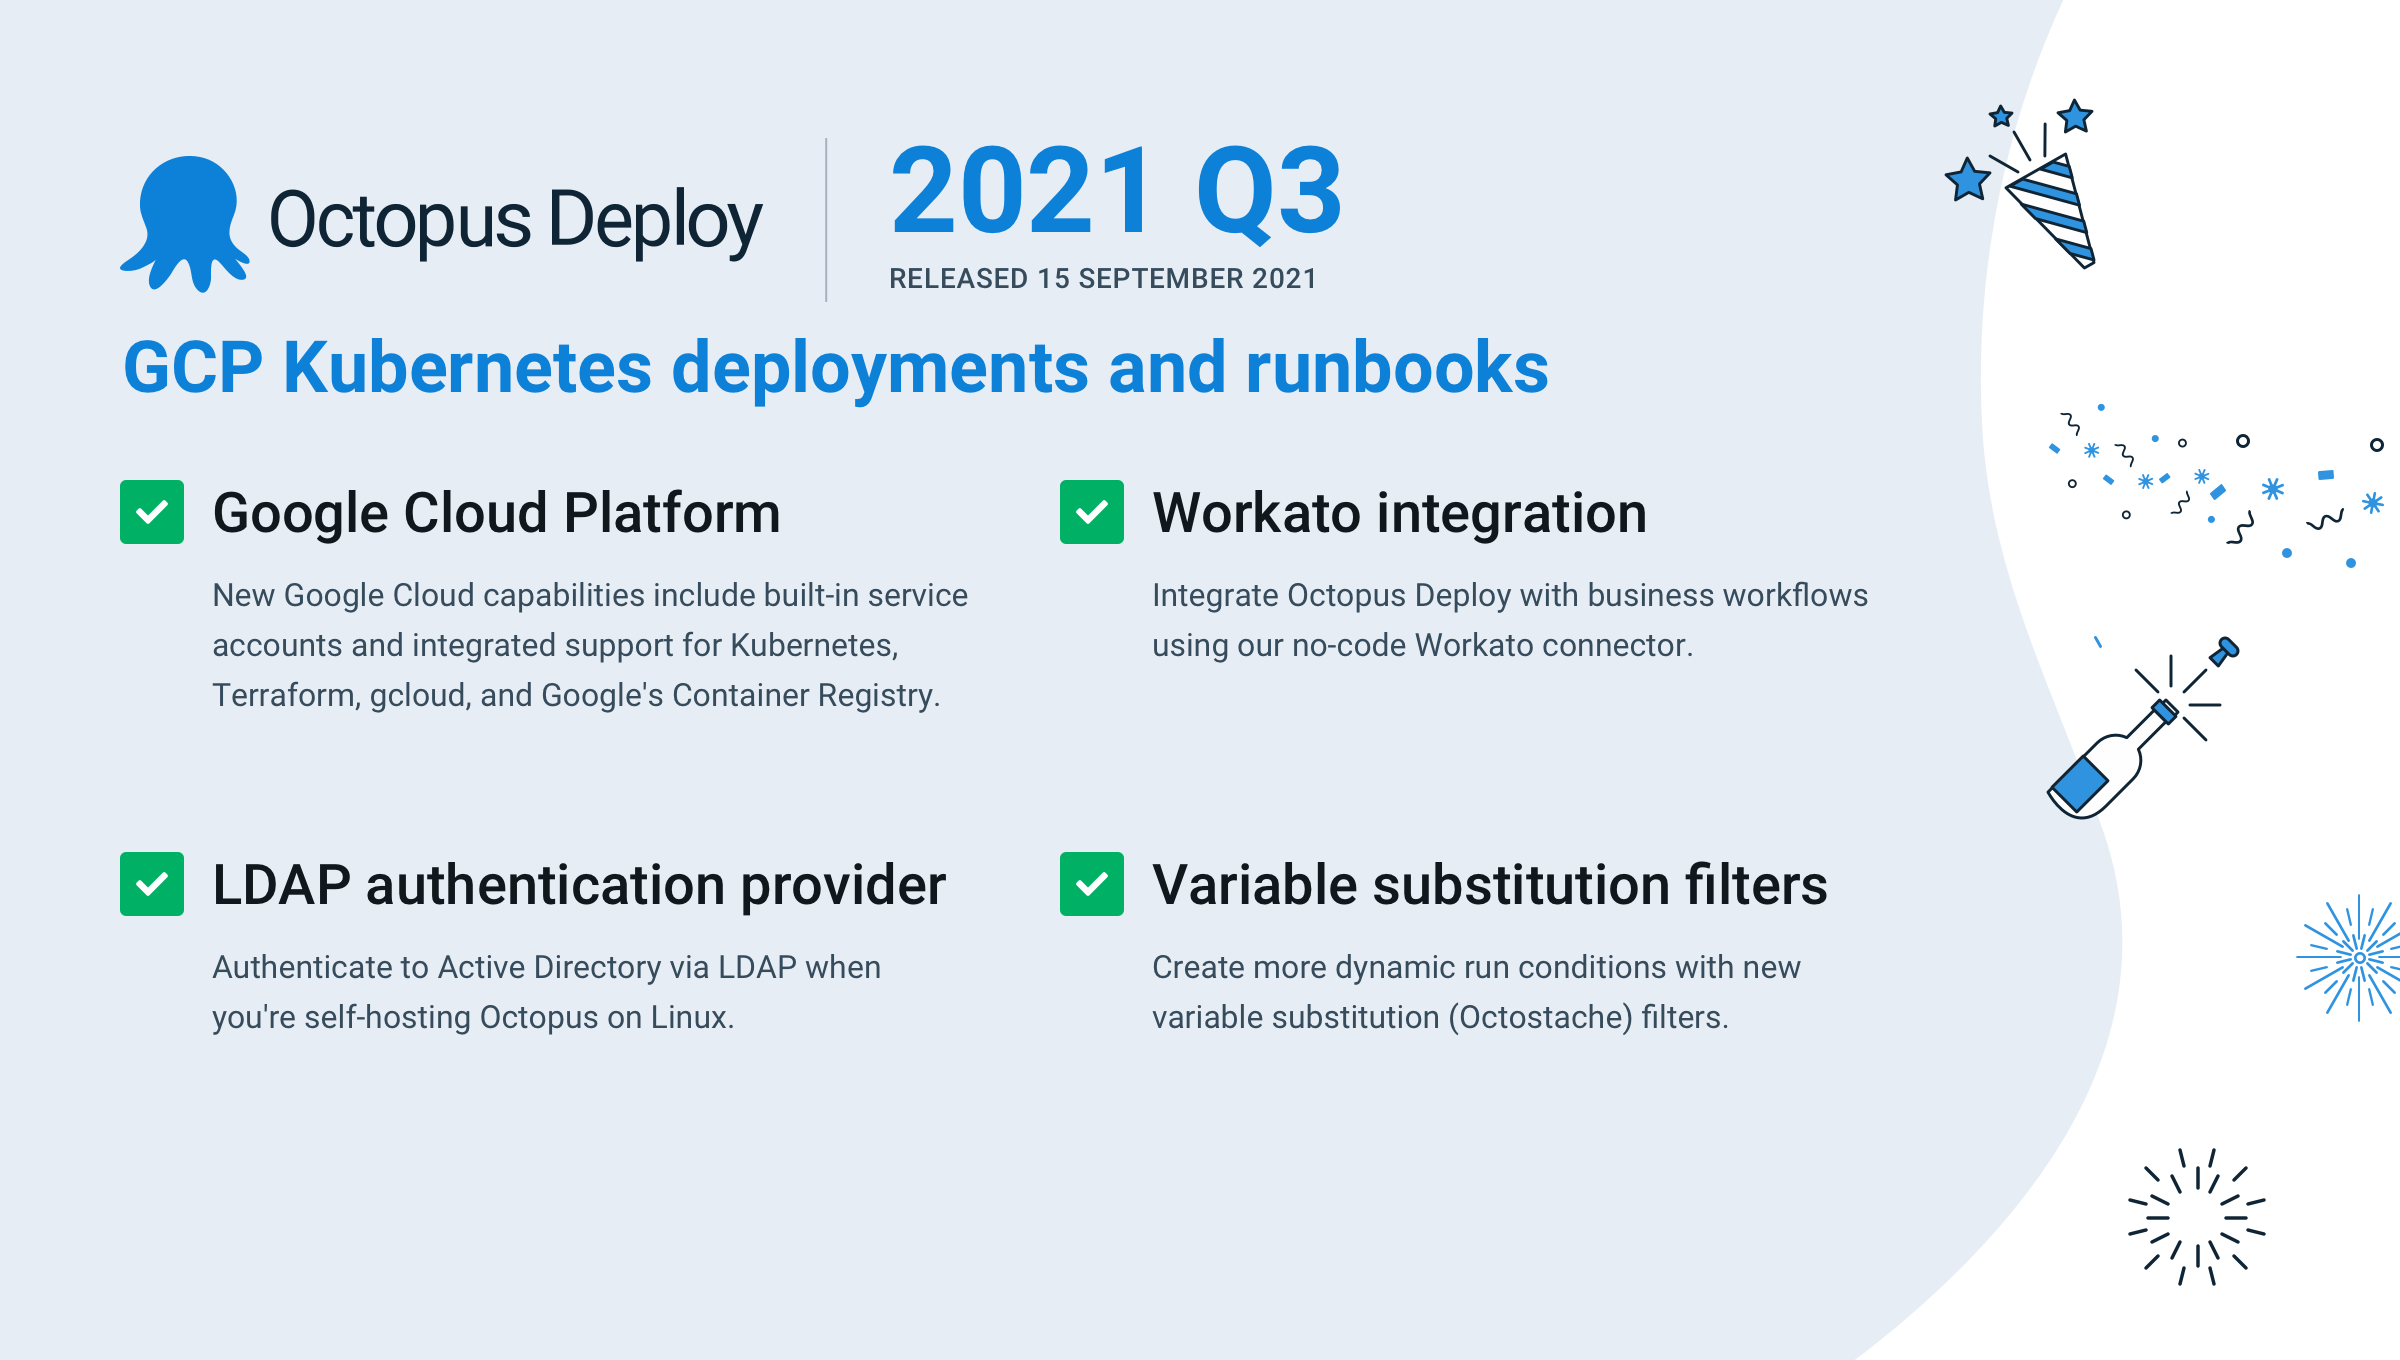 Octopus Deploy
2021 Q3
RELEASED 15 SEPTEMBER 2021
GCP Kubernetes deployments and runbooks
Google Cloud Platform
New Google Cloud capabilities include built-in service
accounts and integrated support for Kubernetes,
Terraform, gcloud, and Google's Container Registry.
Workato integration
Integrate Octopus Deploy with business workflows
using our no-code Workato connector.
LDAP authentication provider
Authenticate to Active Directory via LDAP when
you're self-hosting Octopus on Linux.
Variable substitution filters
Create more dynamic run conditions with new
variable substitution (Octostache) filters.